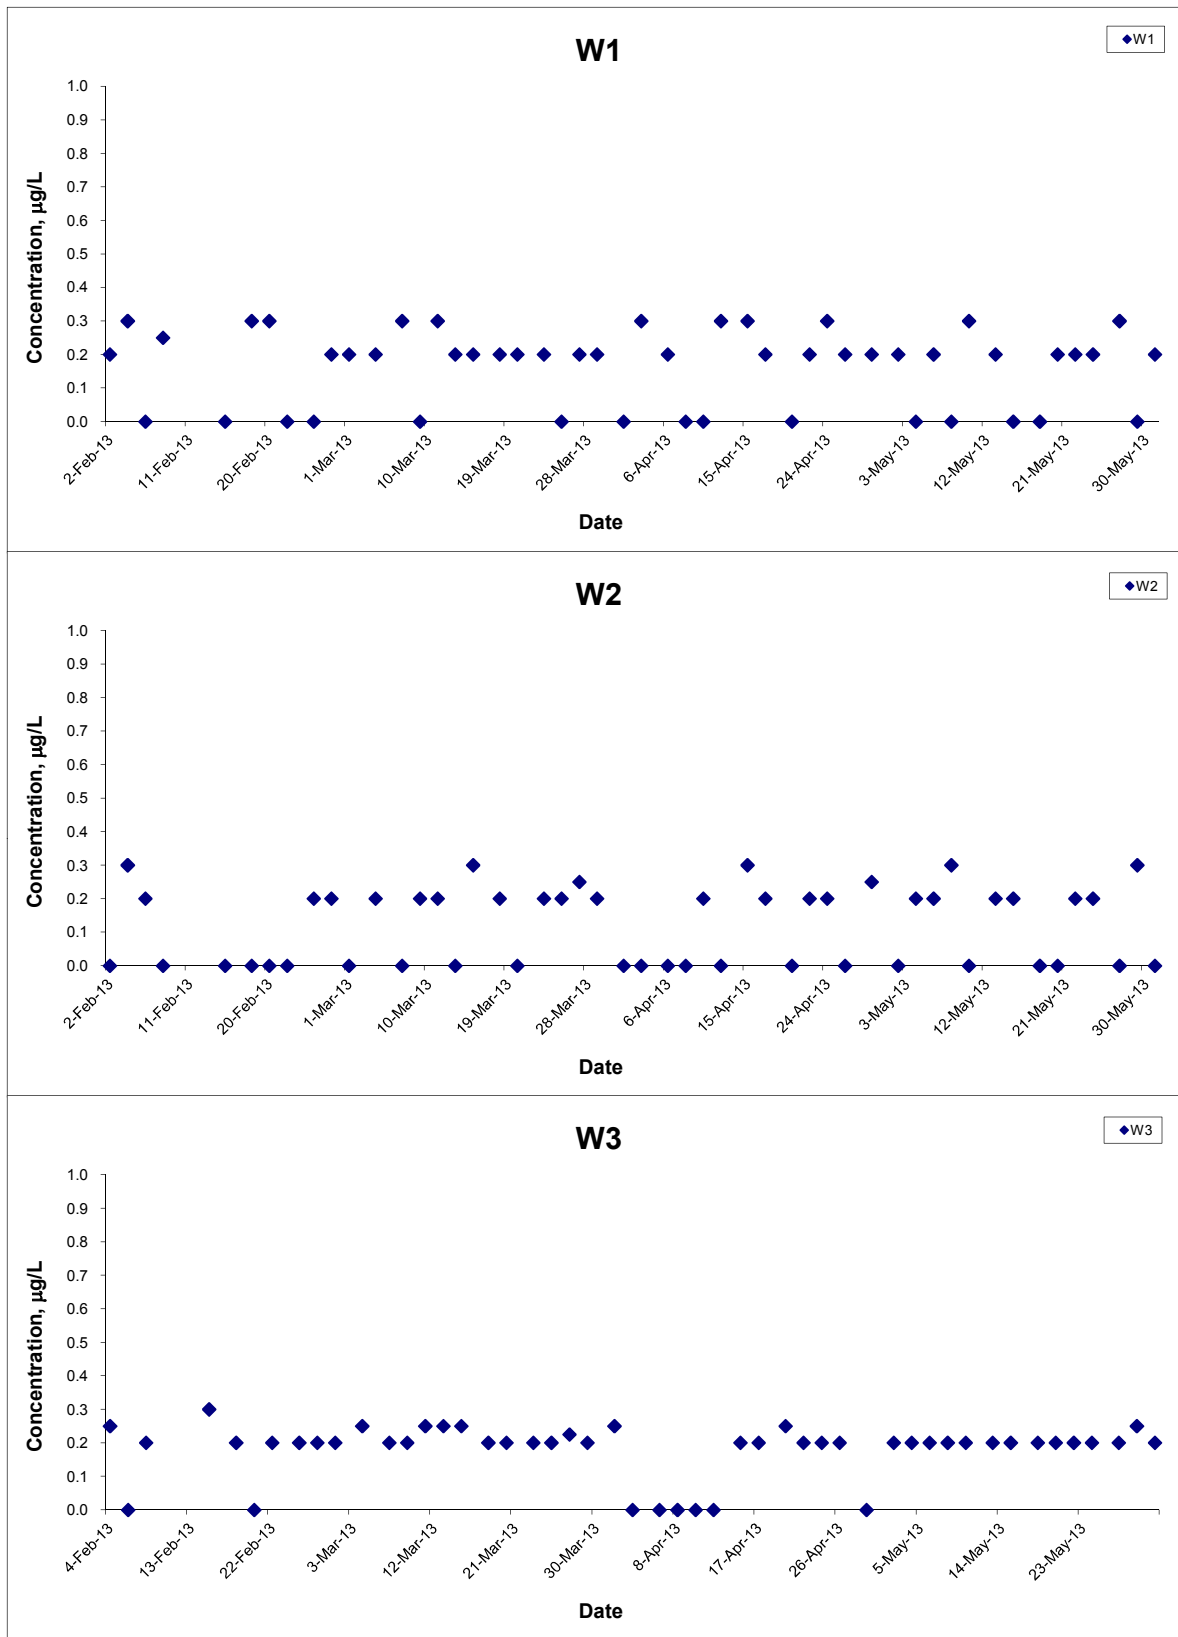 W1
W1
1.0
0.9
0.8
0.7
0.6
0.5
0.4
0.3
0.2
0.1
0.0
Concentration, µg/L
2-Feb-13
11-Feb-13
20-Feb-13
1-Mar-13
10-Mar-13
19-Mar-13
28-Mar-13
6-Apr-13
15-Apr-13
24-Apr-13
3-May-13
12-May-13
21-May-13
30-May-13
Date
W2
W2
1.0
0.9
0.8
0.7
0.6
0.5
0.4
0.3
0.2
0.1
0.0
Concentration, µg/L
2-Feb-13
11-Feb-13
20-Feb-13
1-Mar-13
10-Mar-13
19-Mar-13
28-Mar-13
6-Apr-13
15-Apr-13
24-Apr-13
3-May-13
12-May-13
21-May-13
30-May-13
Date
W3
W3
1.0
0.9
0.8
0.7
0.6
0.5
0.4
0.3
0.2
0.1
0.0
Concentration, µg/L
4-Feb-13
13-Feb-13
22-Feb-13
3-Mar-13
12-Mar-13
21-Mar-13
30-Mar-13
8-Apr-13
17-Apr-13
26-Apr-13
5-May-13
14-May-13
23-May-13
Date